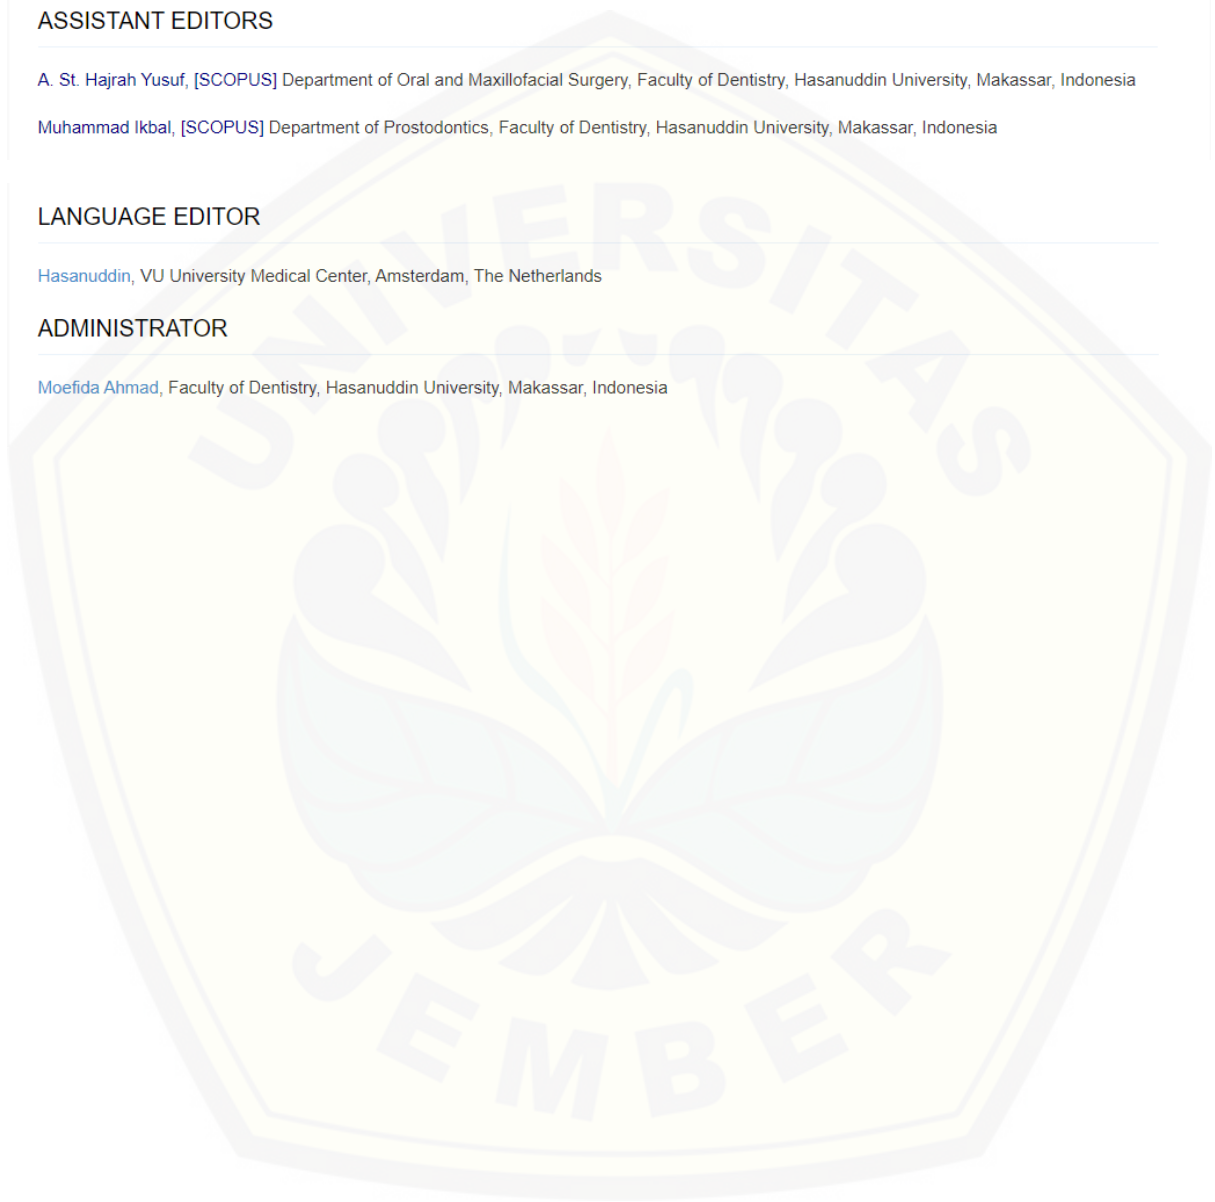 ASSISTANT EDITORS
A. St. Hajrah Yusuf, [SCOPUS] Department of Oral and Maxillofacial Surgery, Faculty of Dentistry, Hasanuddin University, Makassar, Indonesia
Muhammad Ikbal, [SCOPUS] Department of Prostodontics, Faculty of Dentistry, Hasanuddin University, Makassar, Indonesia
LANGUAGE EDITOR
Hasanuddin, VU University Medical Center, Amsterdam, The Netherlands
ADMINISTRATOR
Moefida Ahmad, Faculty of Dentistry, Hasanuddin University, Makassar, Indonesia
UNIVERSITAS
JEMBER